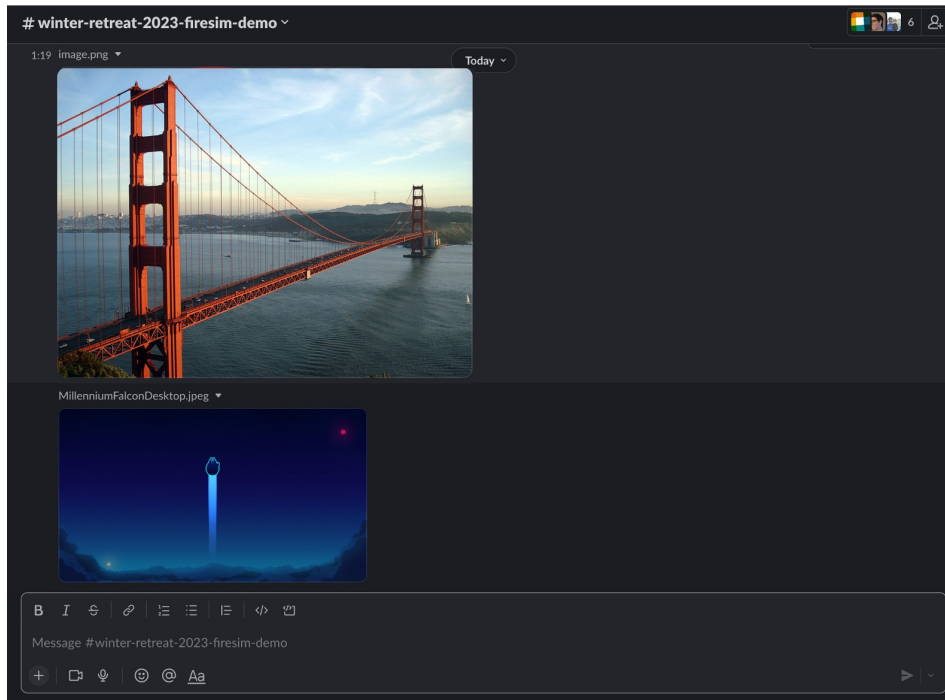 # winter-retreat-2023-firesim-demo
6
1:19 image.png
Today
MillenniumFalconDesktop.jpeg
B I S
Message #winter-retreat-2023-firesim-demo
+ @ Aa